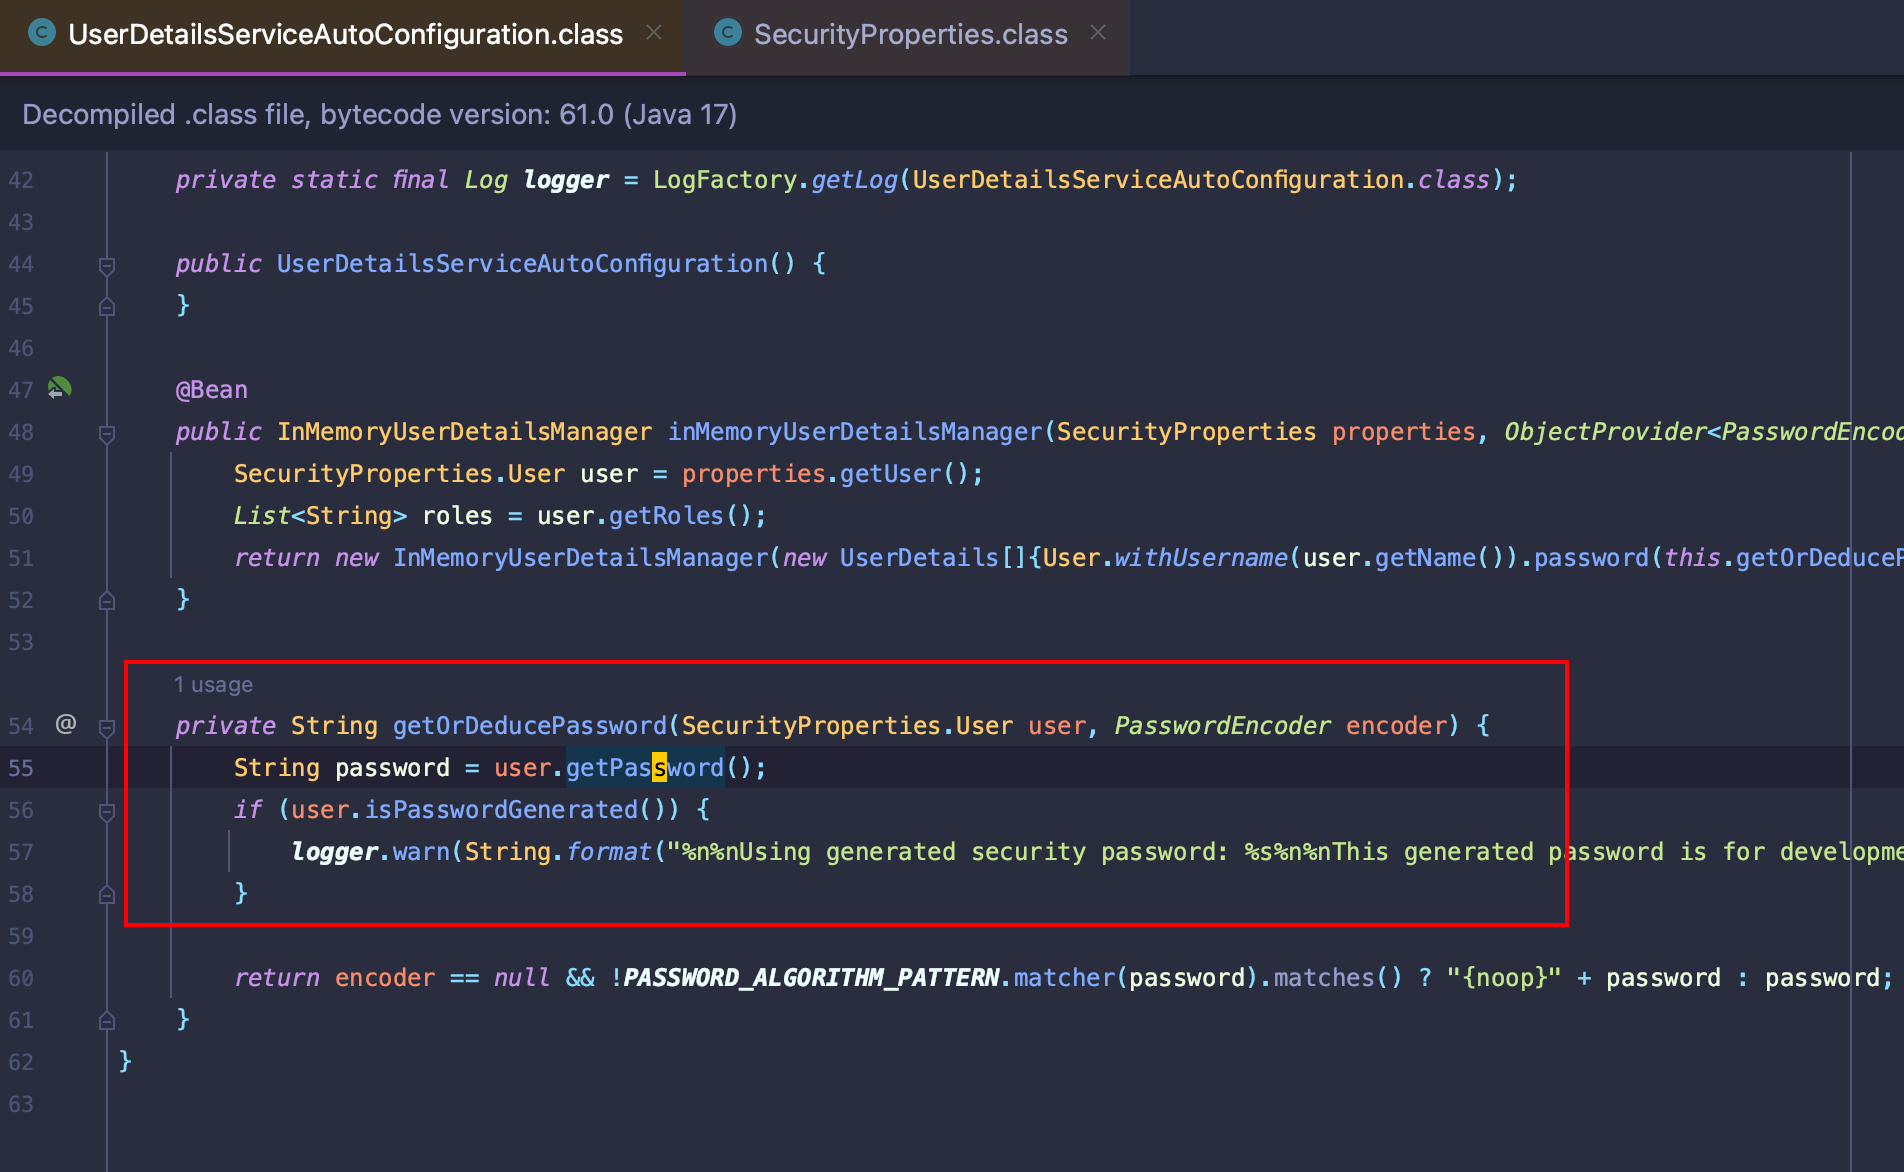 UserDetailsServiceAutoConfiguration.class
SecurityProperties.class
Decompiled .class file, bytecode version: 61.0 (Java 17)
42 private static final Log logger = LogFactory.getLog(UserDetailsServiceAutoConfiguration.class);
43
44 public UserDetailsServiceAutoConfiguration() {
45 }
46
47 @Bean
48 public InMemoryUserDetailsManager inMemoryUserDetailsManager(SecurityProperties properties, ObjectProvider<PasswordEnco
49 SecurityProperties.User user = properties.getUser();
50 List<String> roles = user.getRoles();
51 return new InMemoryUserDetailsManager(new UserDetails[]{User.withUsername(user.getName()).password(this.getOrDeduceP
52 }
53
1 usage
54 @ private String getOrDeducePassword(SecurityProperties.User user, PasswordEncoder encoder) {
55 String password = user.getPassword();
56 if (user.isPasswordGenerated()) {
57 logger.warn(String.format("%n%nUsing generated security password: %s%n%nThis generated password is for developme
58 }
59
60 return encoder == null && !PASSWORD_ALGORITHM_PATTERN.matcher(password).matches() ? "{noop}" + password : password;
61 }
62 }
63